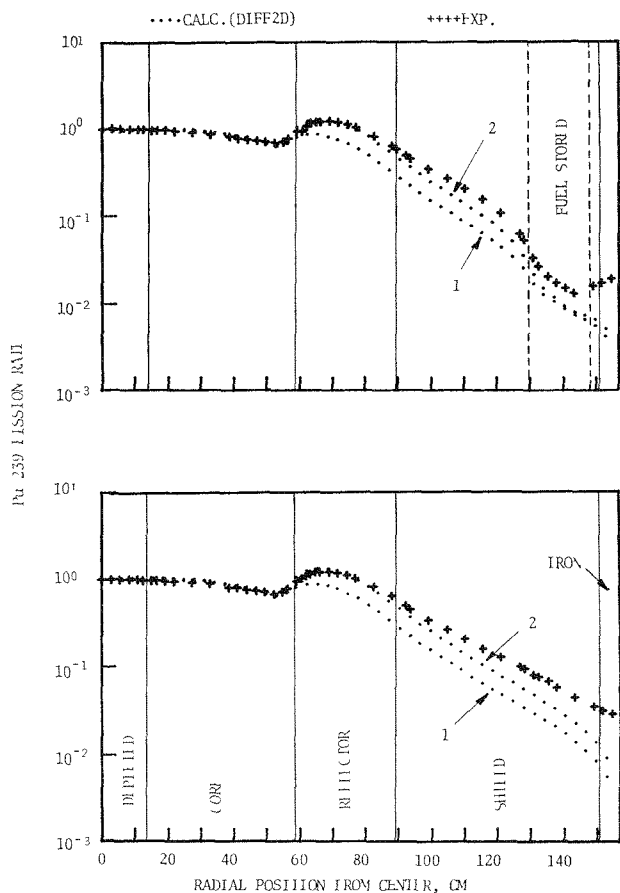 ····CALC.(DIFF2D) ++++EXP.
10¹
10⁰
10⁻¹
10⁻²
10⁻³
2
1
FUEL STORED
Pu 239 FISSION RATE
10¹
10⁰
10⁻¹
10⁻²
10⁻³
IRON
2
1
DEPLETED
CORE
REFLECTOR
SHIELD
0 20 40 60 80 100 120 140
RADIAL POSITION FROM CENTER, CM